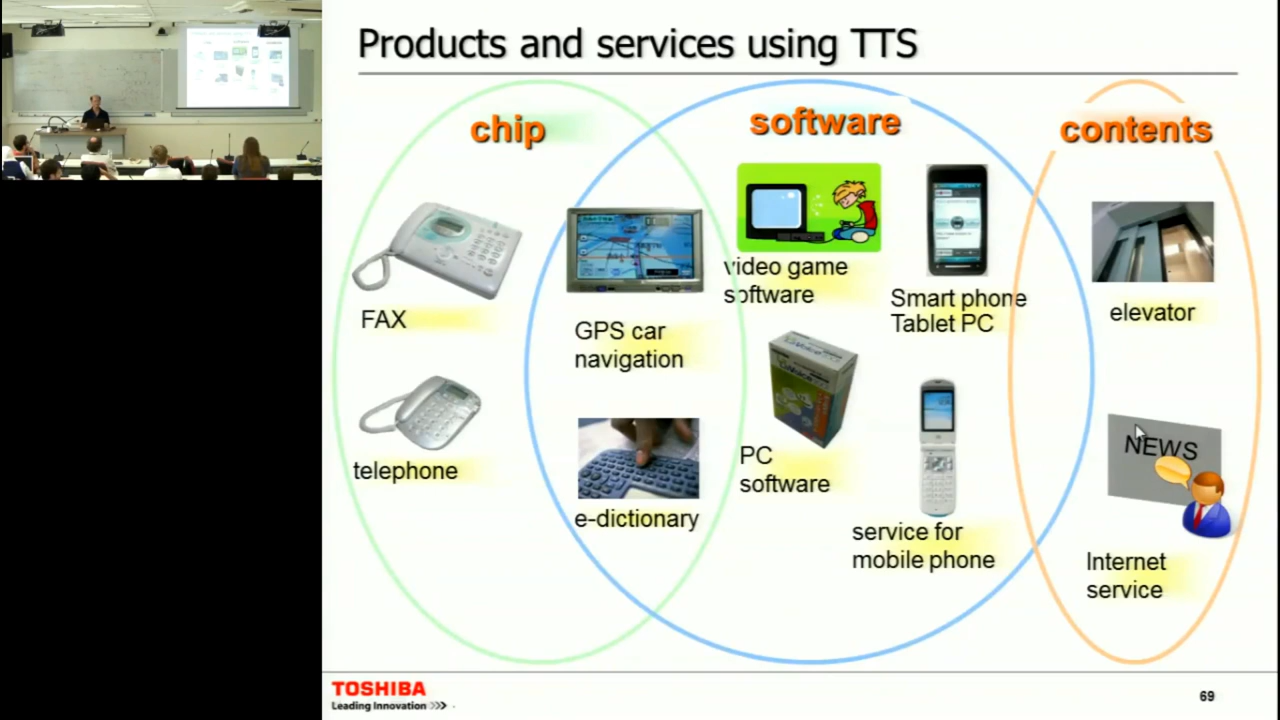 Products and services using TTS
chip
software
contents
FAX
telephone
GPS car
navigation
e-dictionary
video game
software
Smart phone
Tablet PC
PC
software
service for
mobile phone
elevator
NEWS
Internet
service
TOSHIBA
Leading Innovation >>>
69